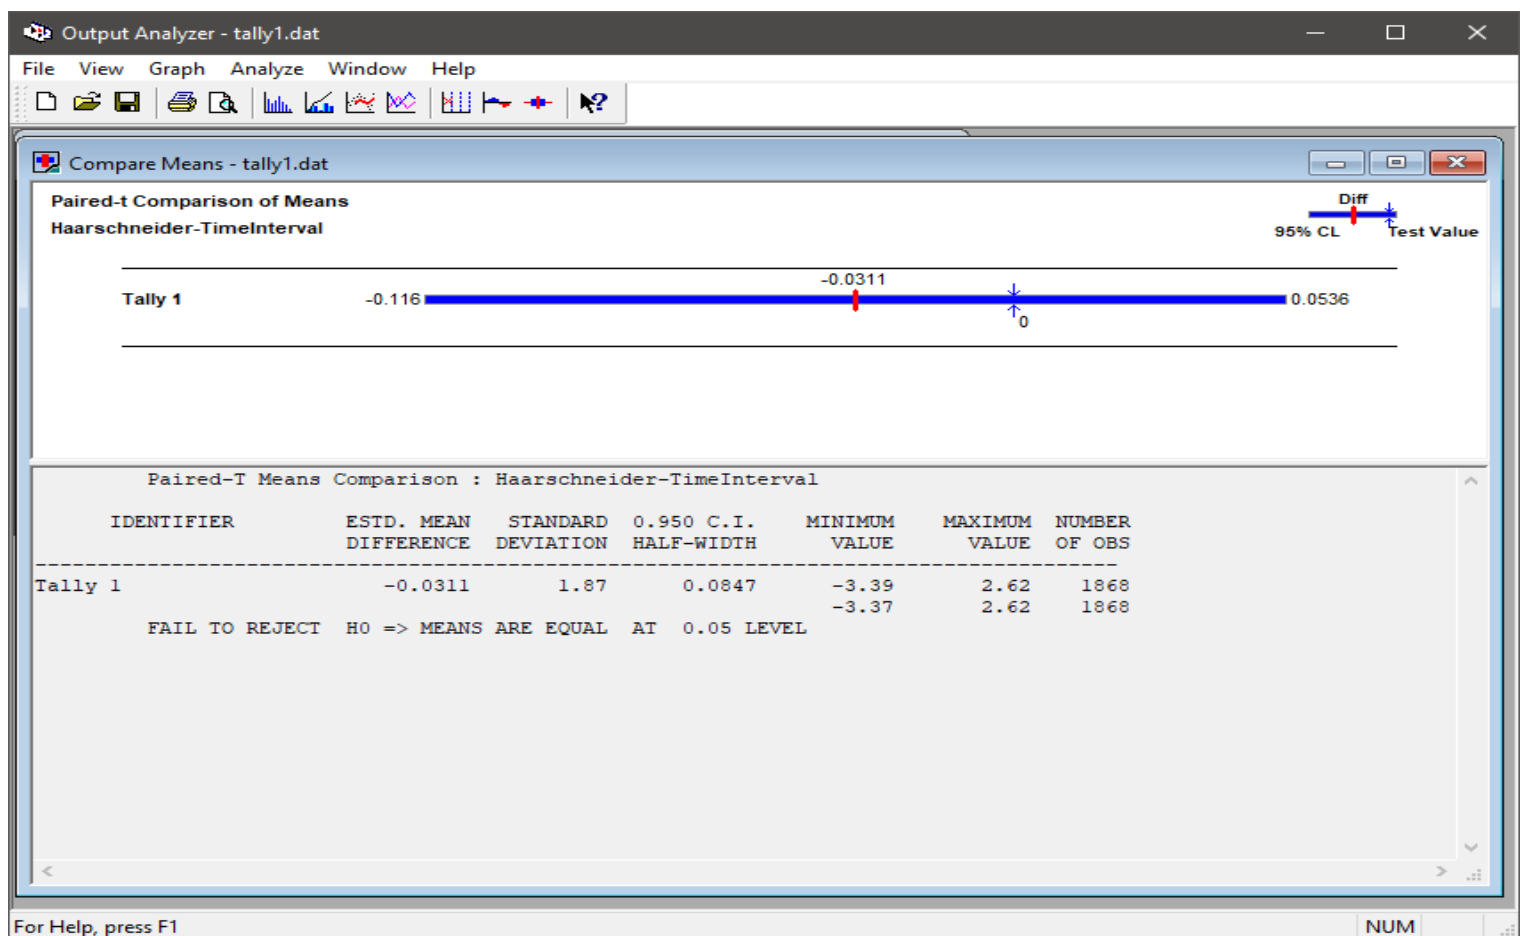 Output Analyzer - tally1.dat
File View Graph Analyze Window Help
Compare Means - tally1.dat
Paired-t Comparison of Means
Haarschneider-TimeInterval
Diff
95% CL Test Value
-0.0311
Tally 1 -0.116 0.0536
0
Paired-T Means Comparison : Haarschneider-TimeInterval
IDENTIFIER ESTD. MEAN STANDARD 0.950 C.I. MINIMUM MAXIMUM NUMBER
DIFFERENCE DEVIATION HALF-WIDTH VALUE VALUE OF OBS
Tally 1 -0.0311 1.87 0.0847 -3.39 2.62 1868
-3.37 2.62 1868
FAIL TO REJECT H0 => MEANS ARE EQUAL AT 0.05 LEVEL
For Help, press F1 NUM